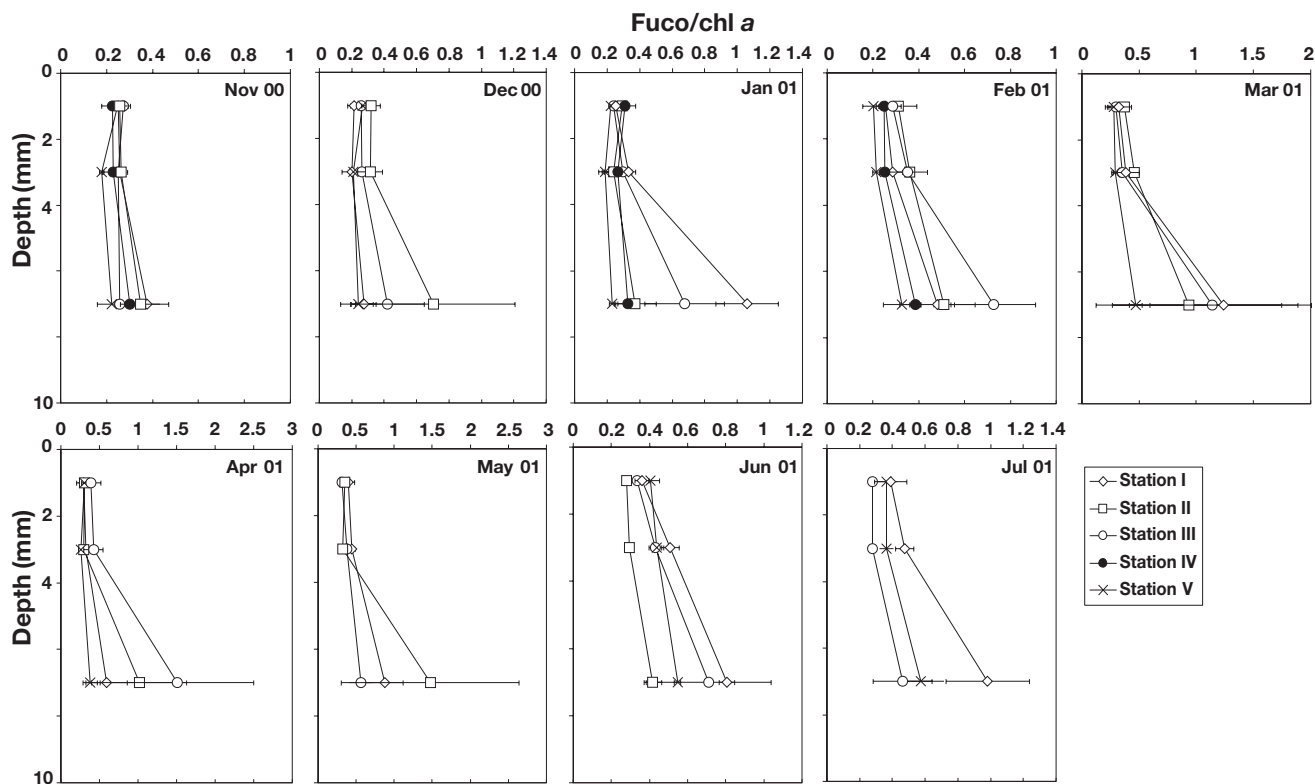 Fuco/chl a
0 0.2 0.4 0.6 0.8 1
0 0.2 0.4 0.6 0.8 1 1.2 1.4
0 0.2 0.4 0.6 0.8 1 1.2 1.4
0 0.2 0.4 0.6 0.8 1
0 0.5 1 1.5 2
0
2
4
10
Depth (mm)
Nov 00
Dec 00
Jan 01
Feb 01
Mar 01
0 0.5 1 1.5 2 2.5 3
0 0.5 1 1.5 2 2.5 3
0 0.2 0.4 0.6 0.8 1 1.2
0 0.2 0.4 0.6 0.8 1 1.2 1.4
0
2
4
10
Depth (mm)
Apr 01
May 01
Jun 01
Jul 01
Station I
Station II
Station III
Station IV
Station V